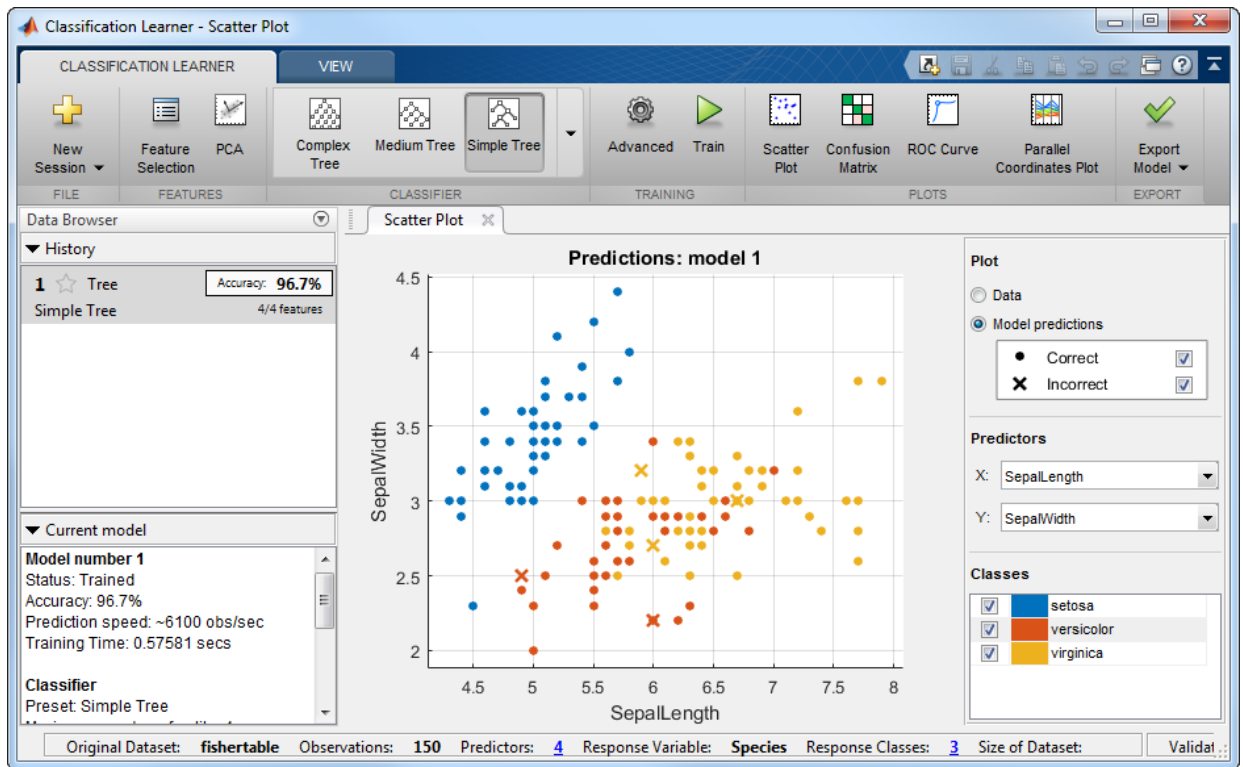 Classification Learner - Scatter Plot
CLASSIFICATION LEARNER
VIEW
New Session
Feature Selection
PCA
Complex Tree
Medium Tree
Simple Tree
Advanced
Train
Scatter Plot
Confusion Matrix
ROC Curve
Parallel Coordinates Plot
Export Model
FILE
FEATURES
CLASSIFIER
TRAINING
PLOTS
EXPORT
Data Browser
History
1 Tree
Accuracy: 96.7%
Simple Tree
4/4 features
Current model
Model number 1
Status: Trained
Accuracy: 96.7%
Prediction speed: ~6100 obs/sec
Training Time: 0.57581 secs
Classifier
Preset: Simple Tree
Scatter Plot
Predictions: model 1
4.5
4
3.5
3
2.5
2
SepalWidth
4.5 5 5.5 6 6.5 7 7.5 8
SepalLength
Plot
Data
Model predictions
Correct
Incorrect
Predictors
X: SepalLength
Y: SepalWidth
Classes
setosa
versicolor
virginica
Original Dataset: fishertable Observations: 150 Predictors: 4 Response Variable: Species Response Classes: 3 Size of Dataset: Validat